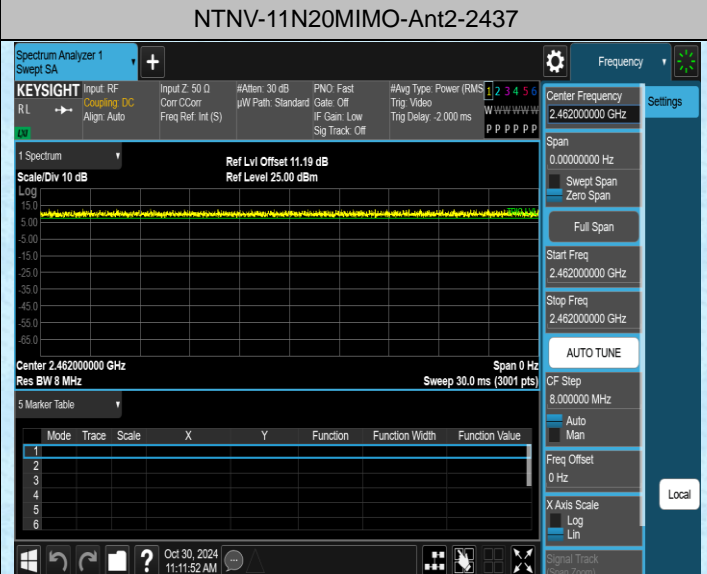 NTNV-11N20MIMO-Ant2-2437
Spectrum Analyzer 1
Swept SA
+
Frequency
KEYSIGHT
RL
LXI
Input: RF
Coupling: DC
Align: Auto
Input Z: 50 Ω
Corr CCorr
Freq Ref: Int (S)
#Atten: 30 dB
µW Path: Standard
PNO: Fast
Gate: Off
IF Gain: Low
Sig Track: Off
#Avg Type: Power (RMS
Trig: Video
Trig Delay: -2.000 ms
1 2 3 4 5 6
W W W W W W
P P P P P P
1 Spectrum
Scale/Div 10 dB
Ref Lvl Offset 11.19 dB
Ref Level 25.00 dBm
Log
15.0
5.00
-5.00
-15.0
-25.0
-35.0
-45.0
-55.0
-65.0
Center 2.462000000 GHz
Span 0 Hz
Res BW 8 MHz
Sweep 30.0 ms (3001 pts)
5 Marker Table
Mode Trace Scale X Y Function Function Width Function Value
1
2
3
4
5
6
Oct 30, 2024
11:11:52 AM
Center Frequency
2.462000000 GHz
Settings
Span
0.00000000 Hz
Swept Span
Zero Span
Full Span
Start Freq
2.462000000 GHz
Stop Freq
2.462000000 GHz
AUTO TUNE
CF Step
8.000000 MHz
Auto
Man
Freq Offset
0 Hz
X Axis Scale
Log
Lin
Local
Signal Track
(Span Zoom)